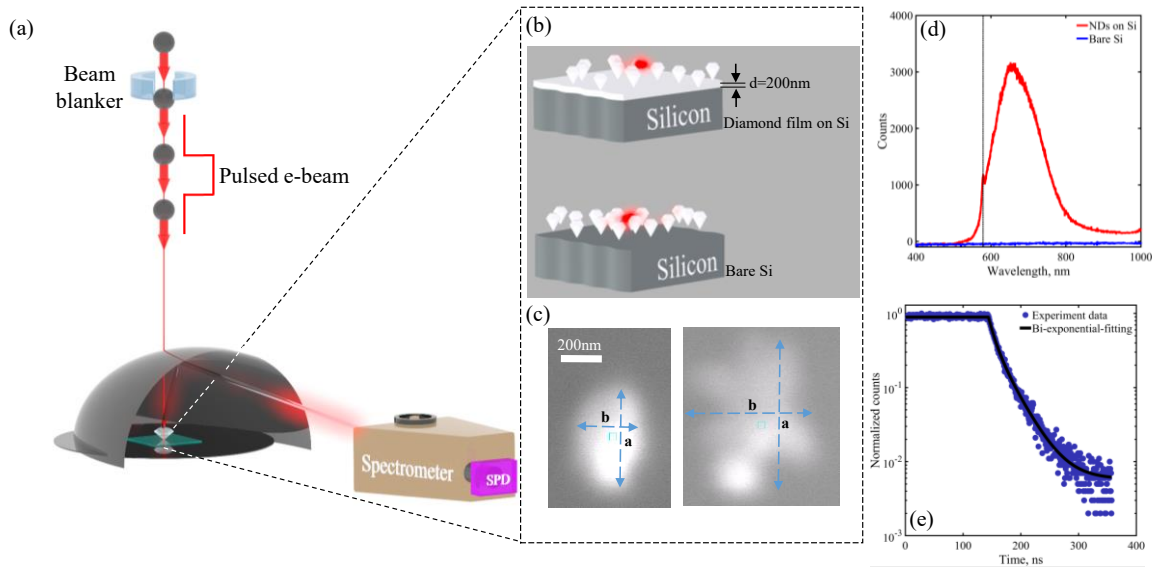 (a)
Beam
blanker
Pulsed e-beam
Spectrometer
SPD
(b)
Silicon
d=200nm
Diamond film on Si
Silicon
Bare Si
(c)
200nm
b
a
b
a
(d)
4000
3000
2000
1000
0
Counts
NDs on Si
Bare Si
400
600
800
1000
Wavelength, nm
(e)
10^0
10^-1
10^-2
10^-3
Normalized counts
Experiment data
Bi-exponential-fitting
0
100
200
300
400
Time, ns